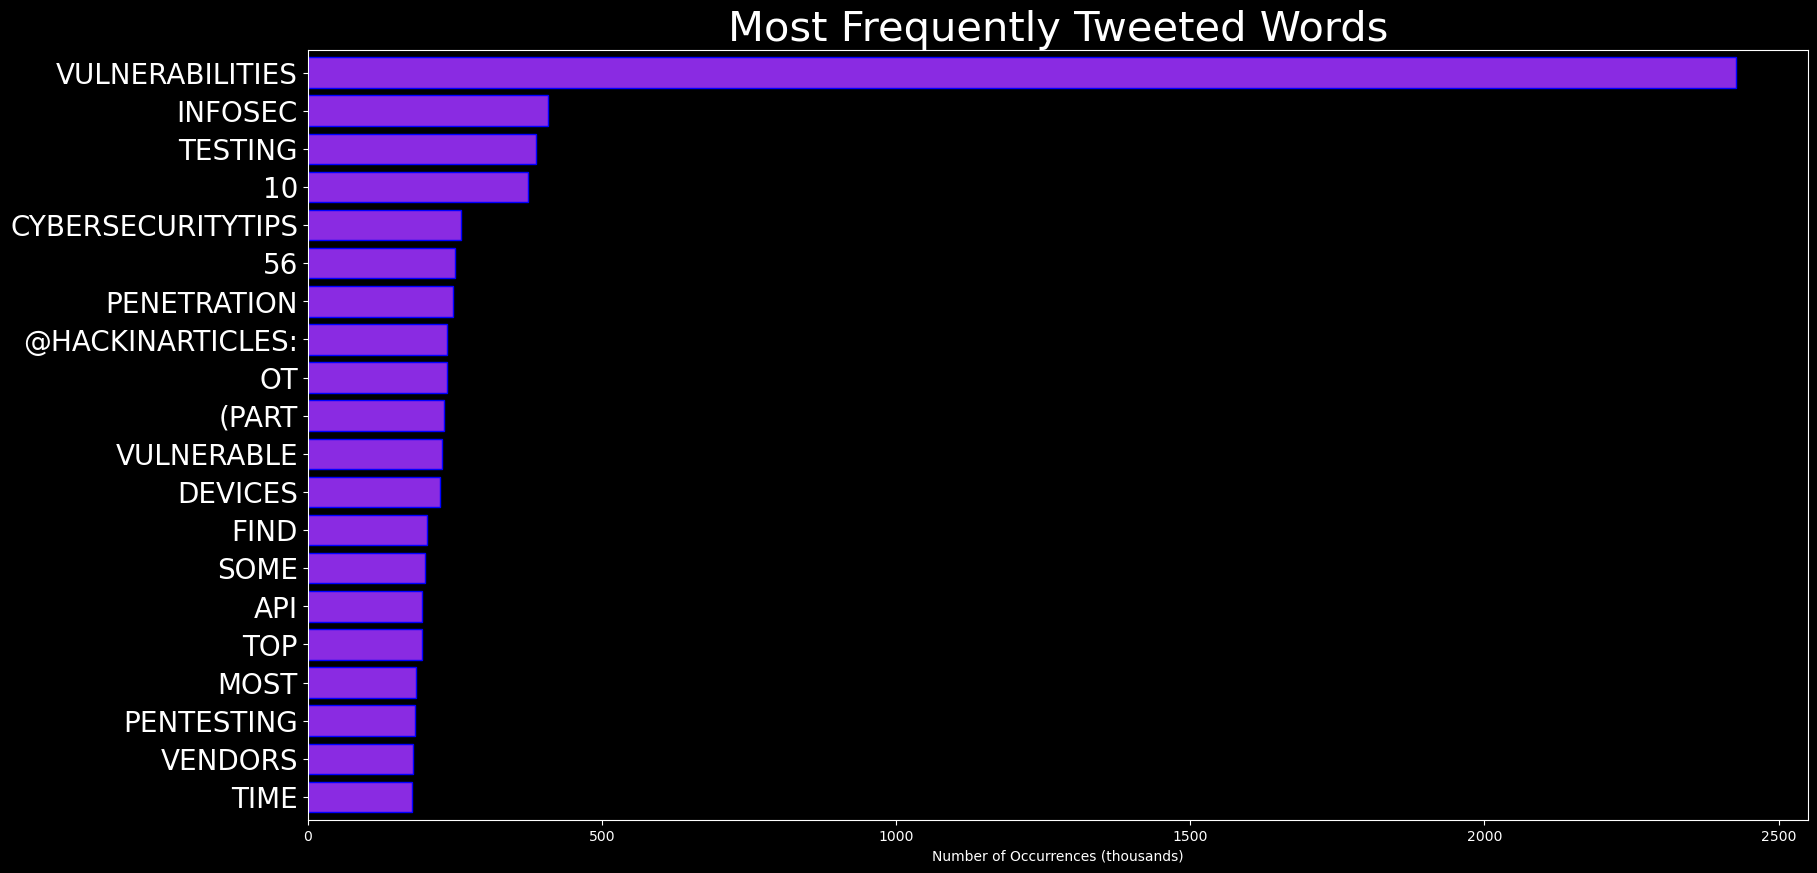 Most Frequently Tweeted Words
VULNERABILITIES
INFOSEC
TESTING
10
CYBERSECURITYTIPS
56
PENETRATION
@HACKINARTICLES:
OT
(PART
VULNERABLE
DEVICES
FIND
SOME
API
TOP
MOST
PENTESTING
VENDORS
TIME
0 500 1000 1500 2000 2500
Number of Occurrences (thousands)